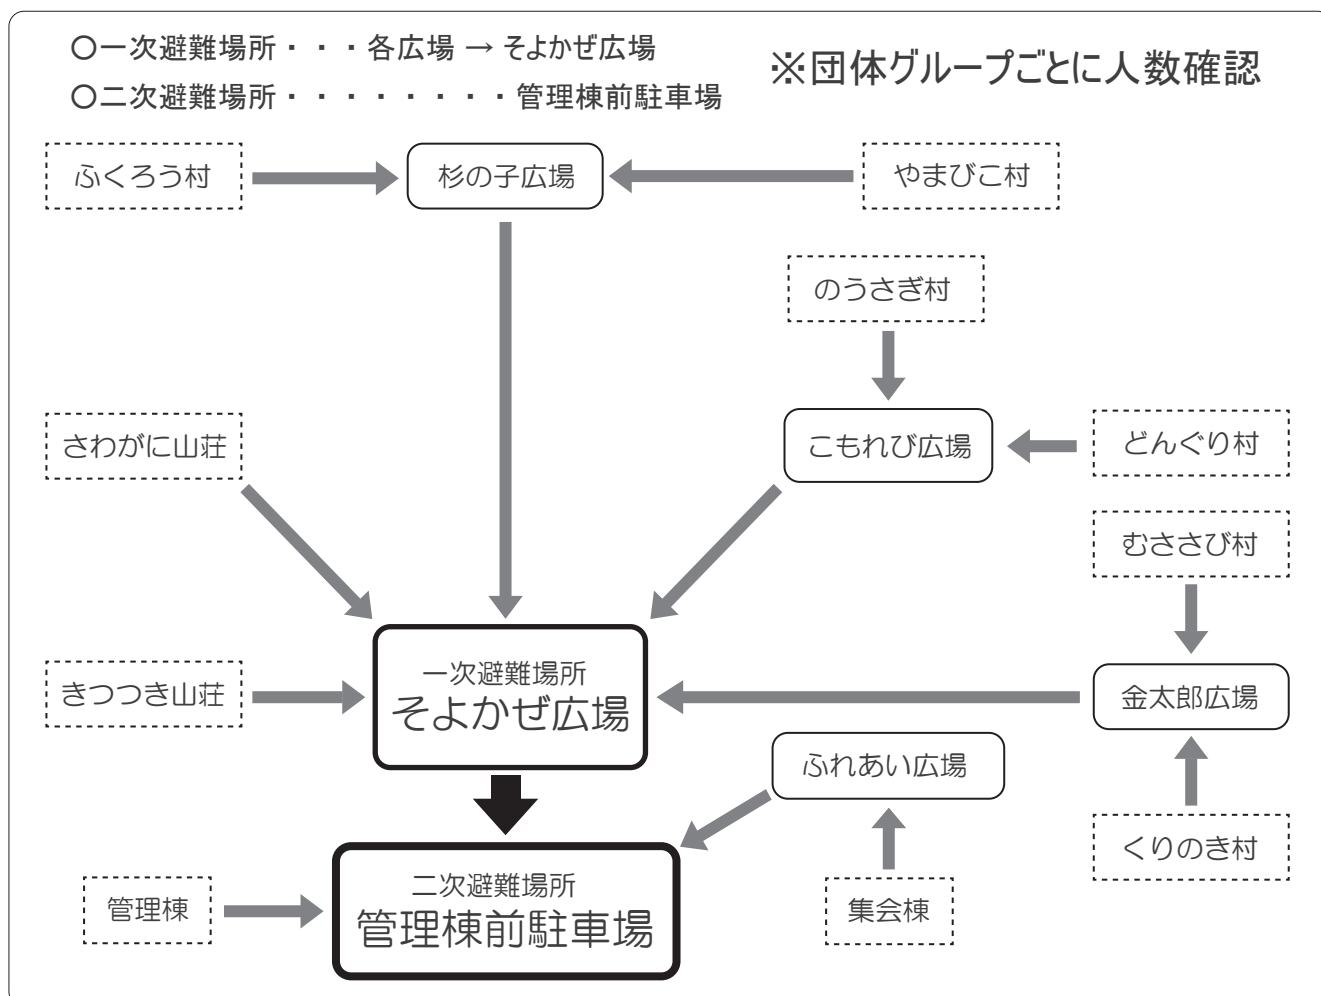 〇一次避難場所・・・各広場 → そよかぜ広場
※団体グループごとに人数確認
〇二次避難場所・・・・・・・・管理棟前駐車場
ふくろう村
杉の子広場
やまびこ村
のうさぎ村
さわがに山荘
こもれび広場
どんぐり村
むささび村
きつつき山荘
一次避難場所
そよかぜ広場
金太郎広場
ふれあい広場
くりのき村
管理棟
二次避難場所
管理棟前駐車場
集会棟